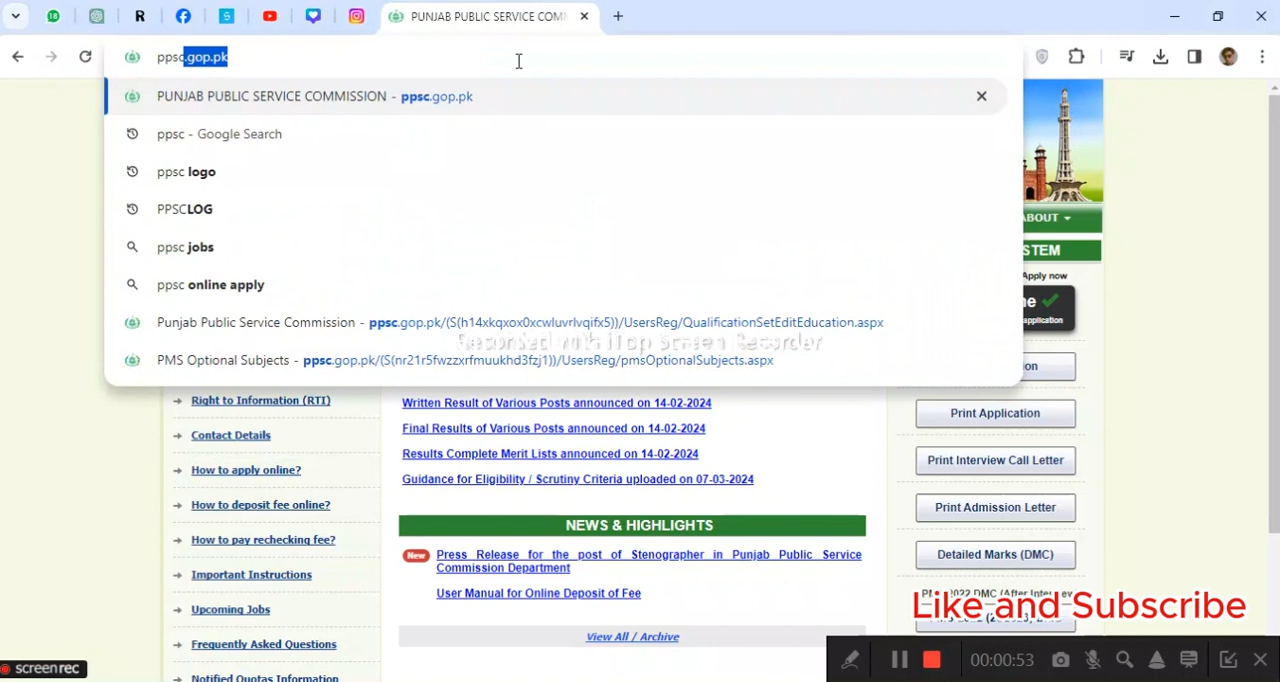 PUNJAB PUBLIC SERVICE COMM
ppsc.gop.pk
PUNJAB PUBLIC SERVICE COMMISSION - ppsc.gop.pk
ppsc - Google Search
ppsc logo
PPSCLOG
ppsc jobs
ppsc online apply
Punjab Public Service Commission - ppsc.gop.pk/(S(h14xkqxox0xcwluvrlvqifx5))/UsersReg/QualificationSetEditEducation.aspx
Recorded with iTop Screen Recorder
PMS Optional Subjects - ppsc.gop.pk/(S(nr21r5fwzzxrfmuukhd3fzj1))/UsersReg/pmsOptionalSubjects.aspx
ABOUT
STEM
Apply now
ne
application
on
Right to Information (RTI)
Contact Details
How to apply online?
How to deposit fee online?
How to pay rechecking fee?
Important Instructions
Upcoming Jobs
Frequently Asked Questions
Notified Quotas Information
Written Result of Various Posts announced on 14-02-2024
Final Results of Various Posts announced on 14-02-2024
Results Complete Merit Lists announced on 14-02-2024
Guidance for Eligibility / Scrutiny Criteria uploaded on 07-03-2024
NEWS & HIGHLIGHTS
New
Press Release for the post of Stenographer in Punjab Public Service
Commission Department
User Manual for Online Deposit of Fee
View All / Archive
Print Application
Print Interview Call Letter
Print Admission Letter
Detailed Marks (DMC)
Like and Subscribe
screenrec
00:00:53